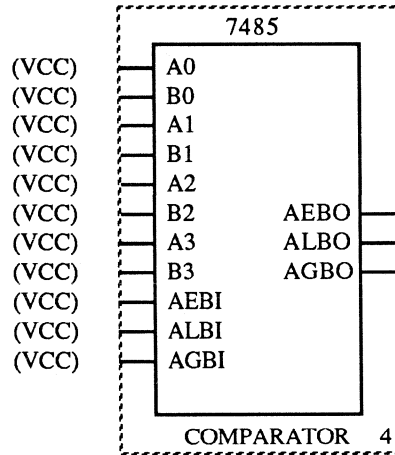 7485
(VCC) A0
(VCC) B0
(VCC) A1
(VCC) B1
(VCC) A2
(VCC) B2 AEBO
(VCC) A3 ALBO
(VCC) B3 AGBO
(VCC) AEBI
(VCC) ALBI
(VCC) AGBI
COMPARATOR 4